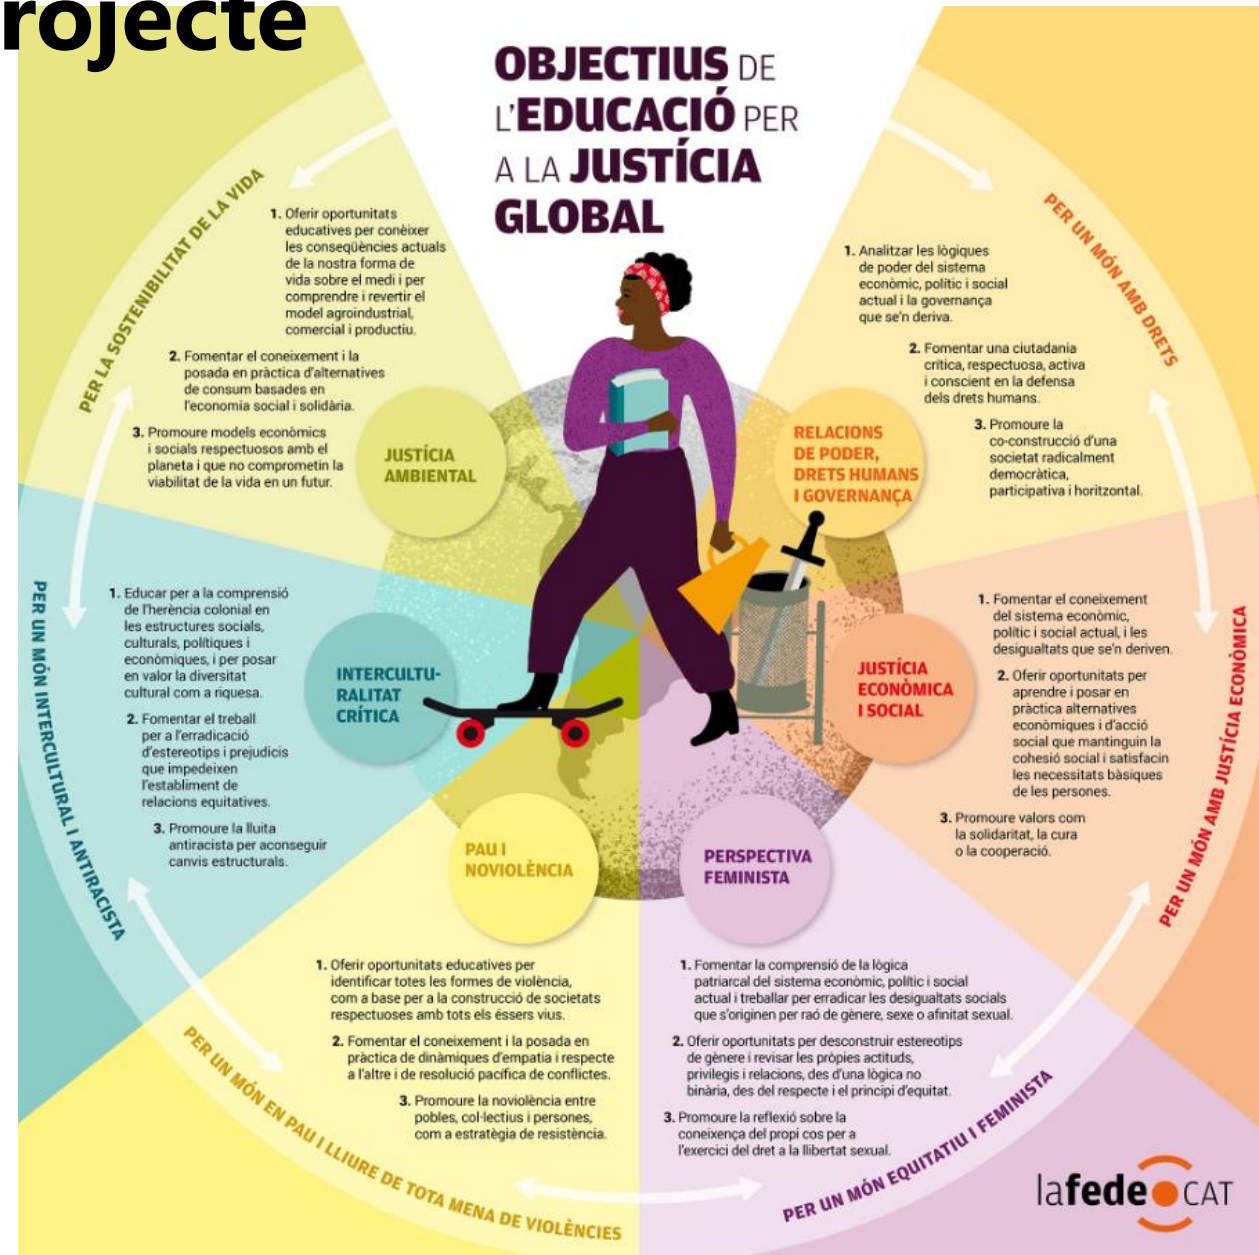 rojecte
OBJECTIUS DE
L'EDUCACIÓ PER
A LA JUSTÍCIA
GLOBAL
PER UN MÓN AMB DRETS
1. Analitzar les lògiques
de poder del sistema
econòmic, polític i social
actual i la governança
que se'n deriva.
2. Fomentar una ciutadania
crítica, respectuosa, activa
i conscient en la defensa
dels drets humans.
3. Promoure la
co-construcció d'una
societat radicalment
democràtica,
participativa i horitzontal.
RELACIONS
DE PODER,
DRETS HUMANS
I GOVERNANÇA
PER UN MÓN AMB JUSTÍCIA ECONÒMICA
1. Fomentar el coneixement
del sistema econòmic,
polític i social actual, i les
desigualtats que se'n deriven.
2. Oferir oportunitats per
aprendre i posar en
pràctica alternatives
econòmiques i d'acció
social que mantinguin la
cohesió social i satisfacin
les necessitats bàsiques
de les persones.
3. Promoure valors com
la solidaritat, la cura
o la cooperació.
JUSTÍCIA
ECONÒMICA
I SOCIAL
PERSPECTIVA
FEMINISTA
1. Fomentar la comprensió de la lògica
patriarcal del sistema econòmic, polític i social
actual i treballar per erradicar les desigualtats socials
que s'originen per raó de gènere, sexe o afinitat sexual.
2. Oferir oportunitats per desconstruir estereotips
de gènere i revisar les pròpies actituds,
privilegis i relacions, des d'una lògica no
binària, des del respecte i el principi d'equitat.
3. Promoure la reflexió sobre la
coneixença del propi cos per a
l'exercici del dret a la llibertat sexual.
PER UN MÓN EQUITATIU I FEMINISTA
PAU I
NOVIOLÈNCIA
1. Oferir oportunitats educatives per
identificar totes les formes de violència,
com a base per a la construcció de societats
respectuoses amb tots els éssers vius.
2. Fomentar el coneixement i la posada en
pràctica de dinàmiques d'empatia i respecte
a l'altre i de resolució pacífica de conflictes.
3. Promoure la noviolència entre
pobles, col·lectius i persones,
com a estratègia de resistència.
PER UN MÓN EN PAU I LLIURE DE TOTA MENA DE VIOLÈNCIES
INTERCULTU-
RALITAT
CRÍTICA
1. Educar per a la comprensió
de l'herència colonial en
les estructures socials,
culturals, polítiques i
econòmiques, i per posar
en valor la diversitat
cultural com a riquesa.
2. Fomentar el treball
per a l'erradicació
d'estereotips i prejudicis
que impedeixen
l'establiment de
relacions equitatives.
3. Promoure la lluita
antiracista per aconseguir
canvis estructurals.
PER UN MÓN INTERCULTURAL I ANTIRACISTA
JUSTÍCIA
AMBIENTAL
1. Oferir oportunitats
educatives per conèixer
les conseqüències actuals
de la nostra forma de
vida sobre el medi i per
comprendre i revertir el
model agroindustrial,
comercial i productiu.
2. Fomentar el coneixement i la
posada en pràctica d'alternatives
de consum basades en
l'economia social i solidària.
3. Promoure models econòmics
i socials respectuosos amb el
planeta i que no comprometin la
viabilitat de la vida en un futur.
PER LA SOSTENIBILITAT DE LA VIDA
lafede CAT